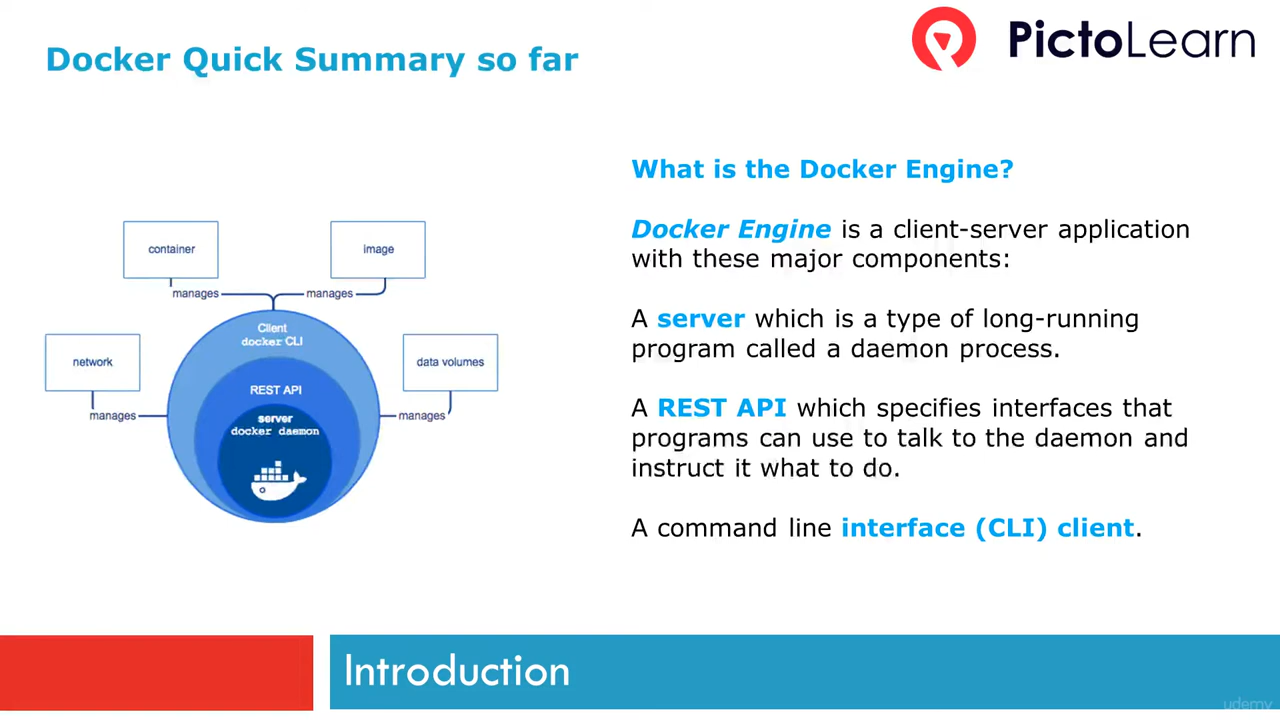 Docker Quick Summary so far
PictoLearn
container
image
manages
manages
network
data volumes
manages
manages
Client
docker CLI
REST API
server
docker daemon
What is the Docker Engine?
Docker Engine is a client-server application
with these major components:
A server which is a type of long-running
program called a daemon process.
A REST API which specifies interfaces that
programs can use to talk to the daemon and
instruct it what to do.
A command line interface (CLI) client.
Introduction
udemy